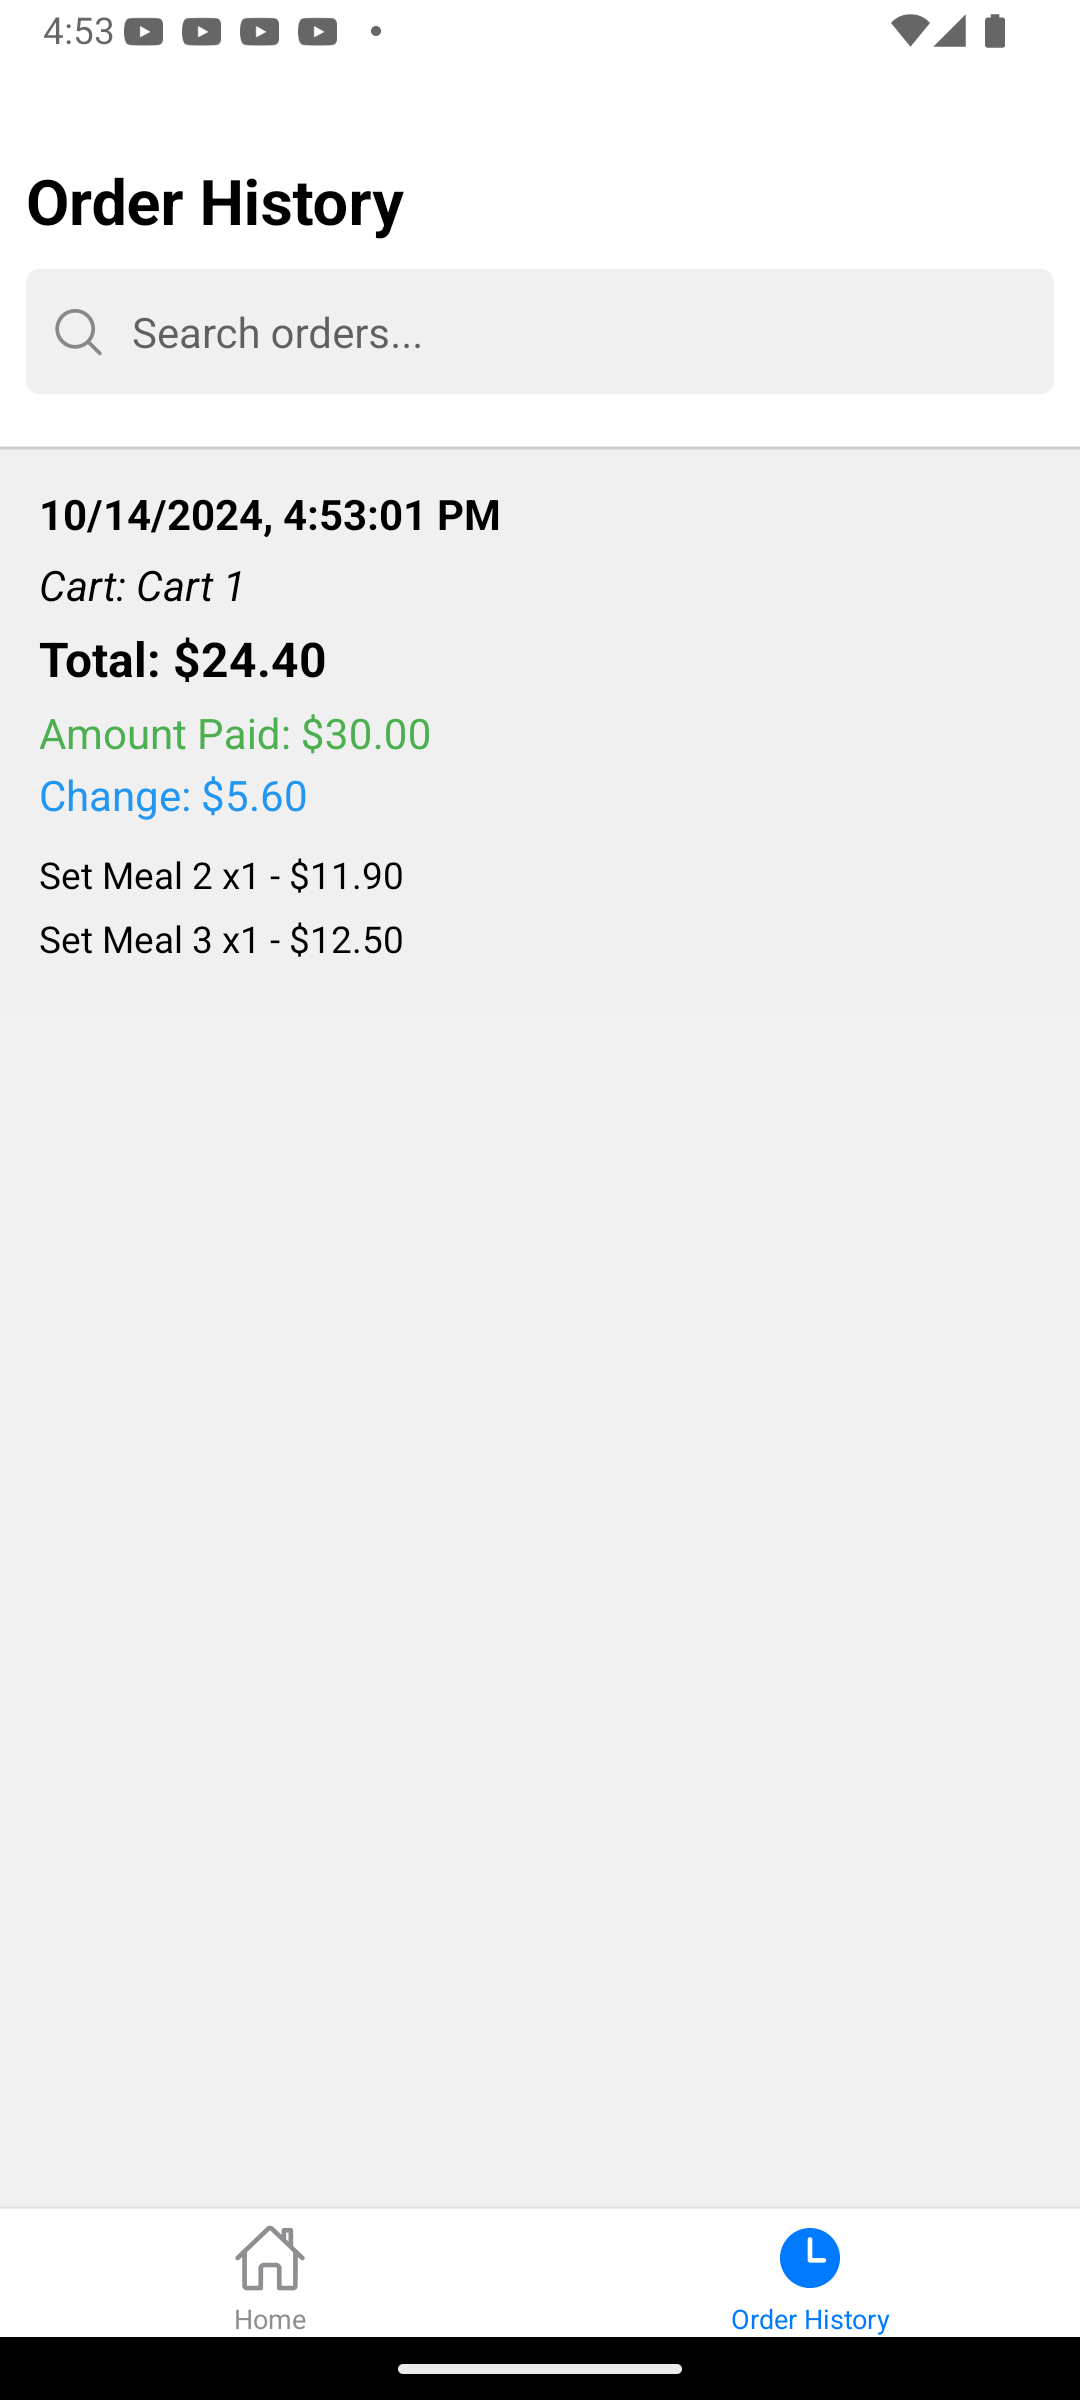 4:53
Order History
Search orders...
10/14/2024, 4:53:01 PM
Cart: Cart 1
Total: $24.40
Amount Paid: $30.00
Change: $5.60
Set Meal 2 x1 - $11.90
Set Meal 3 x1 - $12.50
Home
Order History